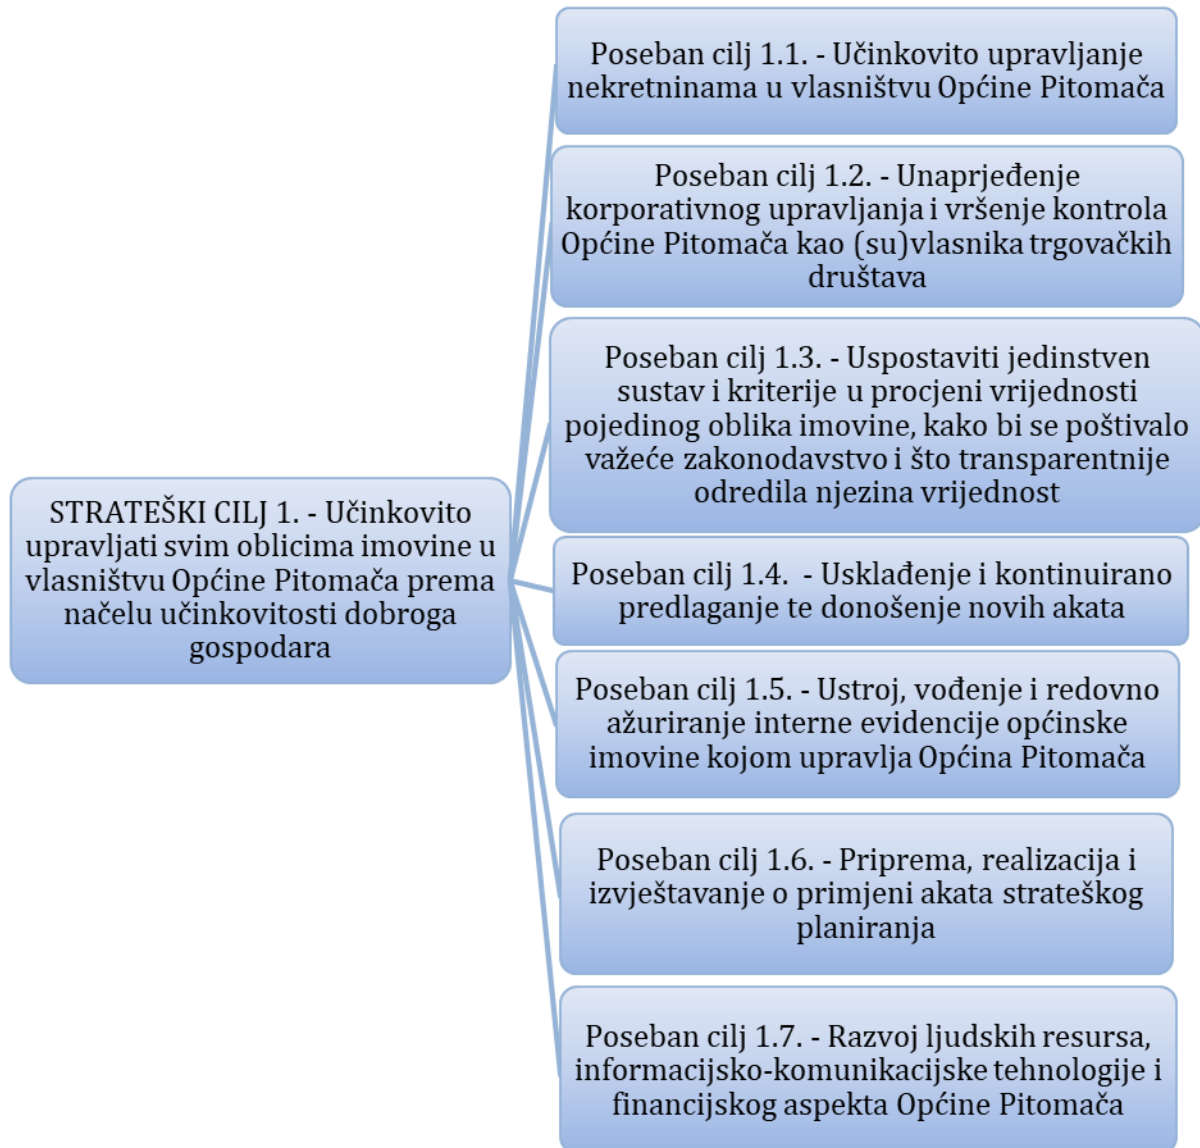 STRATEŠKI CILJ 1. - Učinkovito
upravljati svim oblicima imovine u
vlasništvu Općine Pitomača prema
načelu učinkovitosti dobroga
gospodara
Poseban cilj 1.1. - Učinkovito upravljanje
nekretninama u vlasništvu Općine Pitomača
Poseban cilj 1.2. - Unaprjeđenje
korporativnog upravljanja i vršenje kontrola
Općine Pitomača kao (su)vlasnika trgovačkih
društava
Poseban cilj 1.3. - Uspostaviti jedinstven
sustav i kriterije u procjeni vrijednosti
pojedinog oblika imovine, kako bi se poštivalo
važeće zakonodavstvo i što transparentnije
odredila njezina vrijednost
Poseban cilj 1.4. - Usklađenje i kontinuirano
predlaganje te donošenje novih akata
Poseban cilj 1.5. - Ustroj, vođenje i redovno
ažuriranje interne evidencije općinske
imovine kojom upravlja Općina Pitomača
Poseban cilj 1.6. - Priprema, realizacija i
izvještavanje o primjeni akata strateškog
planiranja
Poseban cilj 1.7. - Razvoj ljudskih resursa,
informacijsko-komunikacijske tehnologije i
financijskog aspekta Općine Pitomača